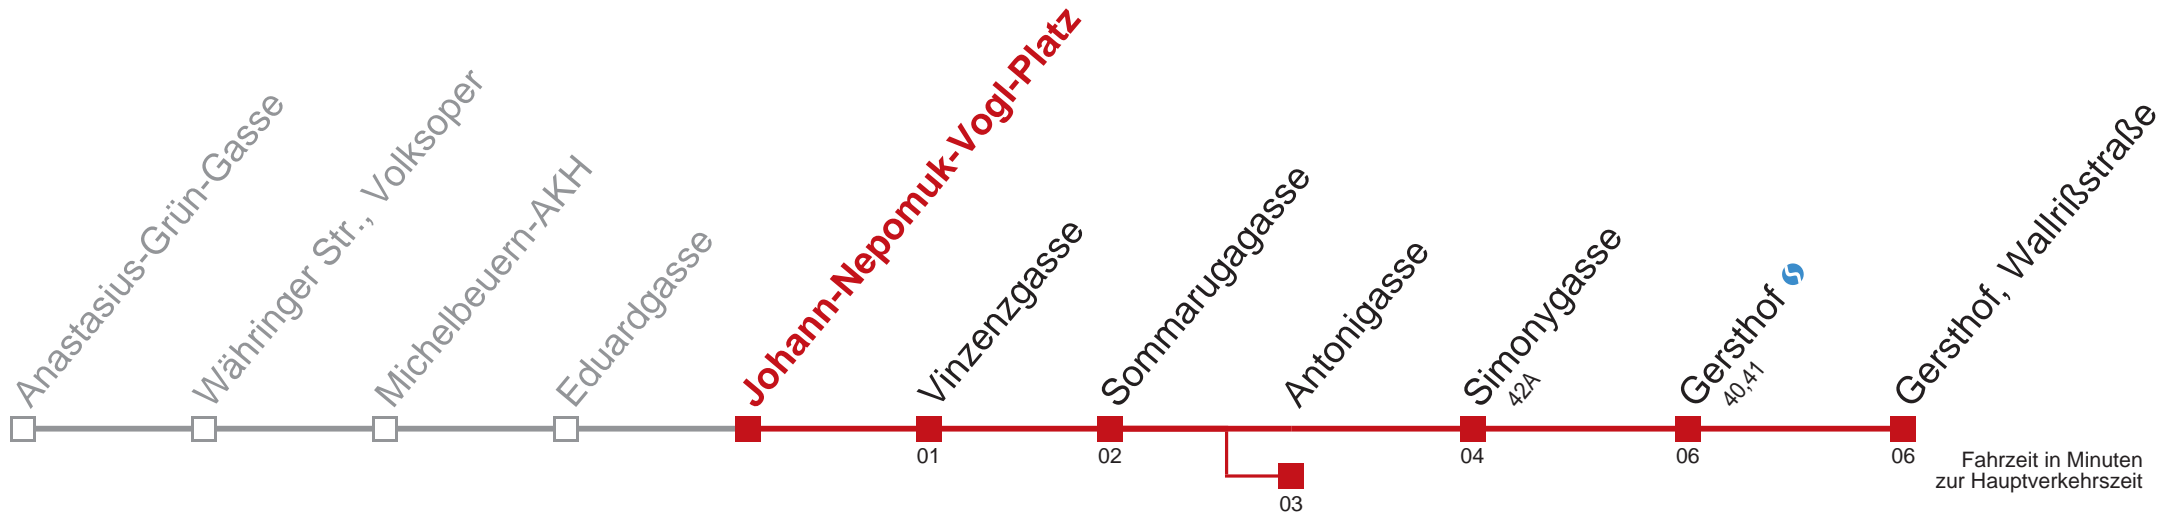 Anastasius-Grün-Gasse
Währinger Str., Volksoper
Michelbeuern-AKH
Eduardgasse
Johann-Nepomuk-Vogl-Platz
Vinzenzgasse
Sommarugagasse
Antonigasse
Simonygasse
42A
Gersthof
40,41
Gersthof, Wallrißstraße
01
02
03
04
06
06
Fahrzeit in Minuten
zur Hauptverkehrszeit